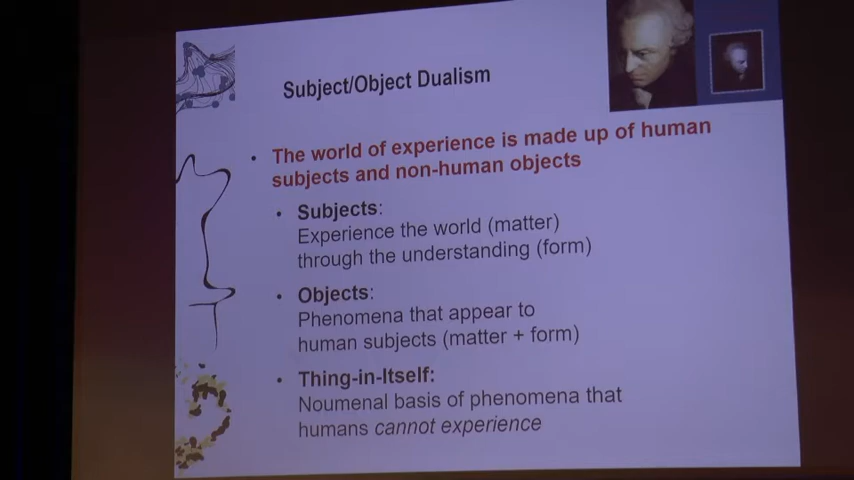 Subject/Object Dualism
• The world of experience is made up of human
subjects and non-human objects
• Subjects:
Experience the world (matter)
through the understanding (form)
• Objects:
Phenomena that appear to
human subjects (matter + form)
• Thing-in-Itself:
Noumenal basis of phenomena that
humans cannot experience